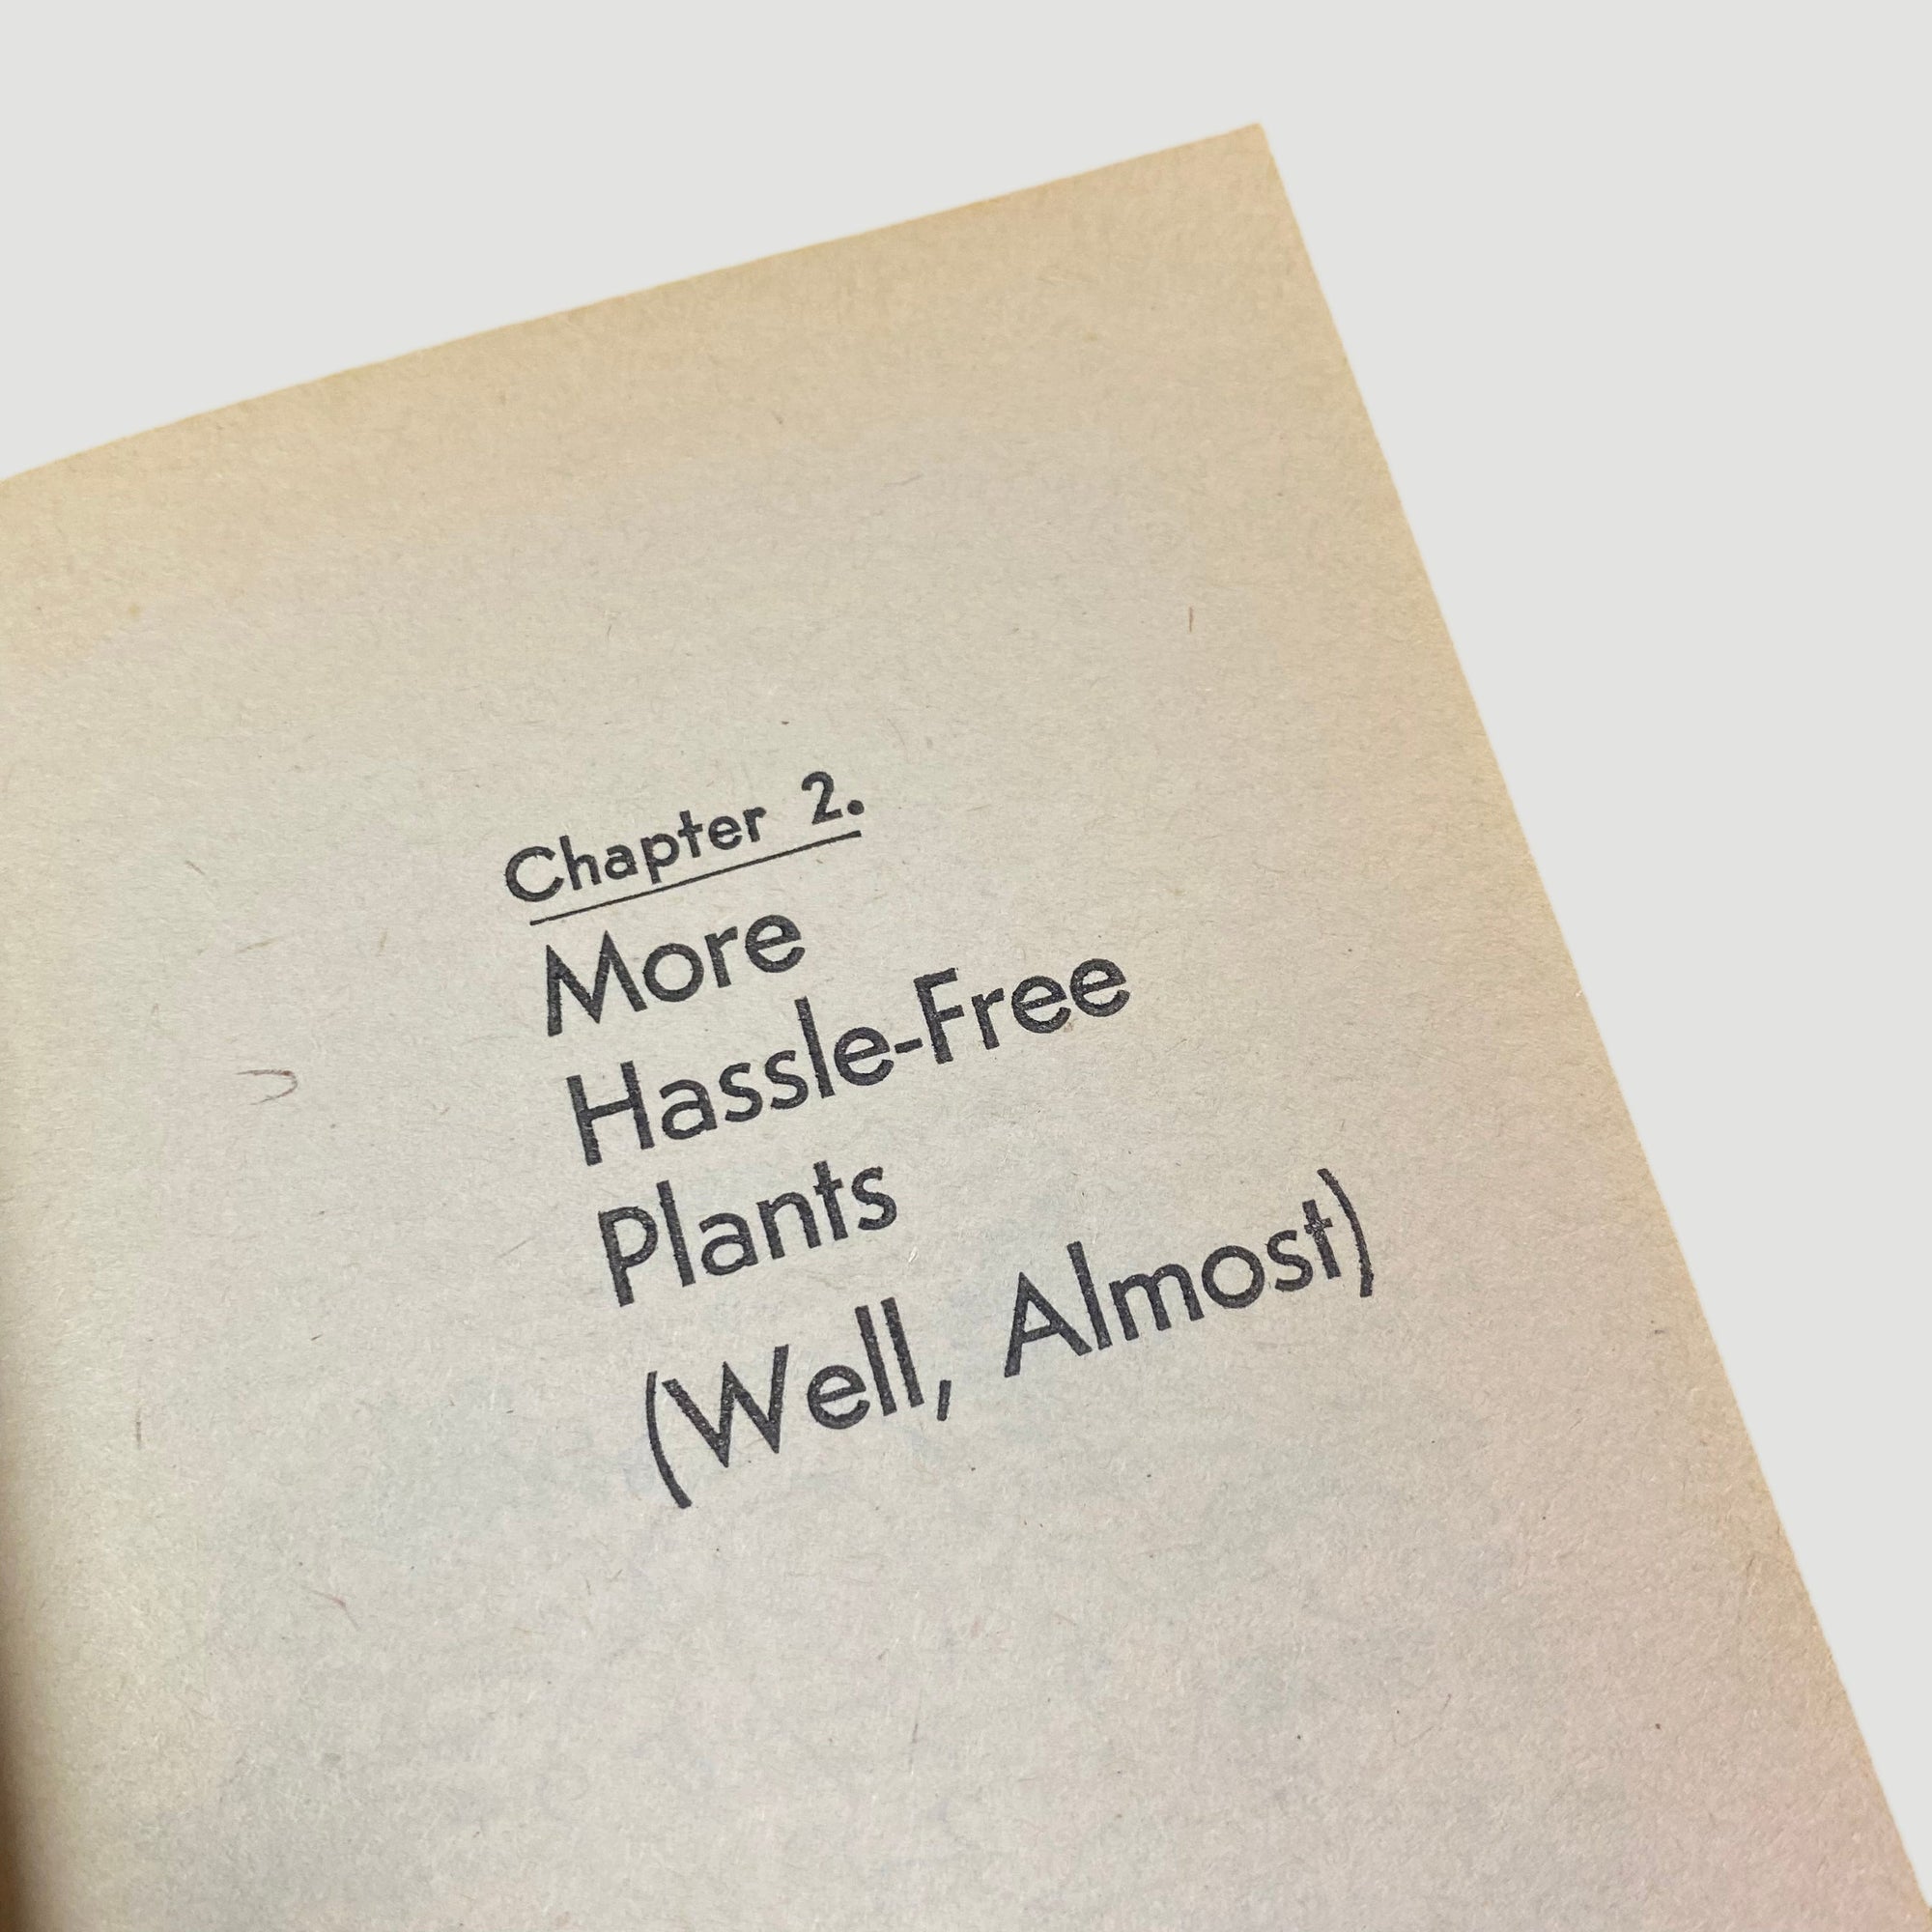 Chapter 2.
More
Hassle-Free
Plants
(Well, Almost)